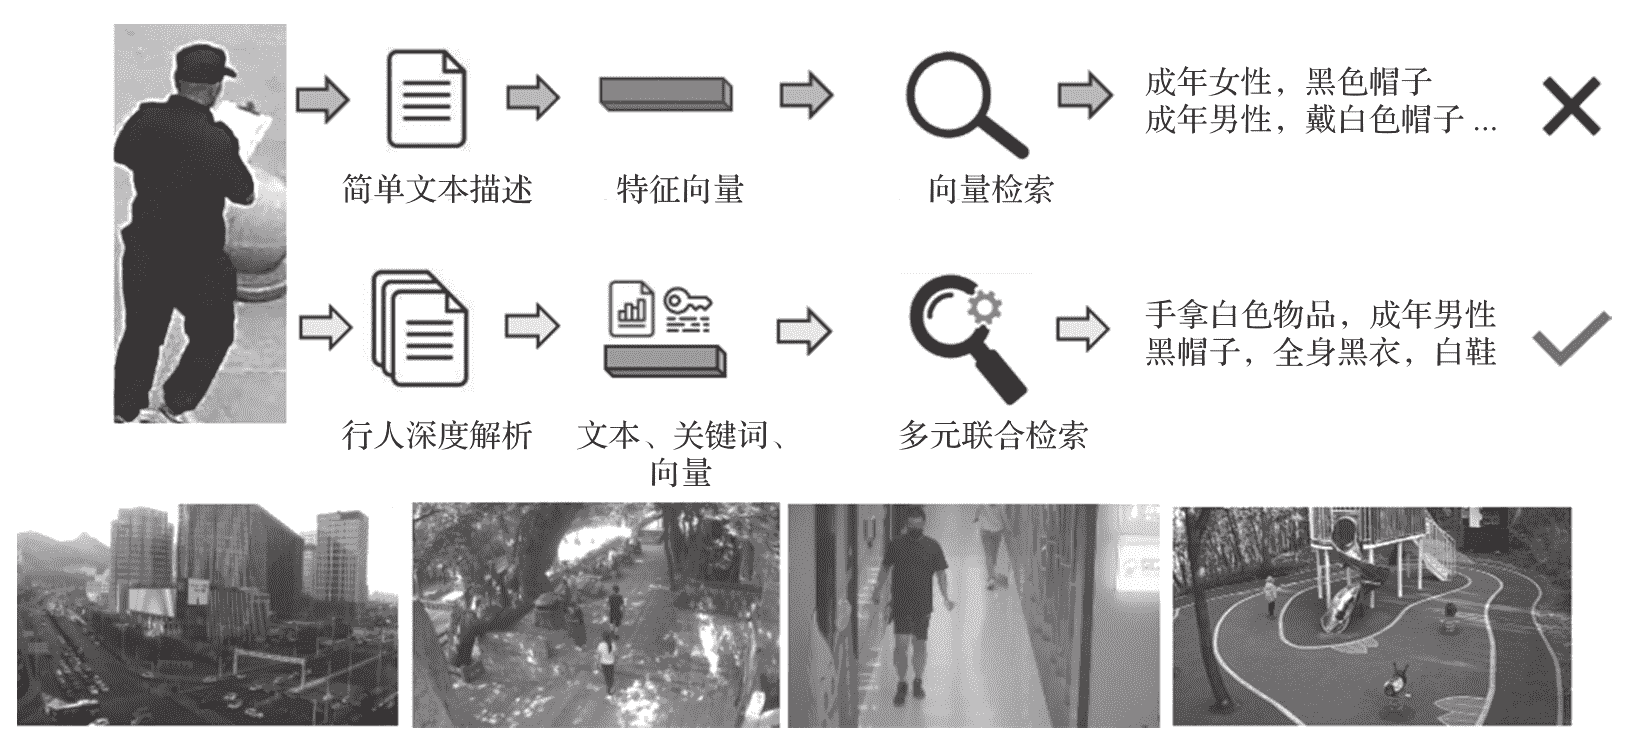 成年女性，黑色帽子
成年男性，戴白色帽子...
简单文本描述
特征向量
向量检索
手拿白色物品，成年男性
黑帽子，全身黑衣，白鞋
行人深度解析
文本、关键词、
向量
多元联合检索